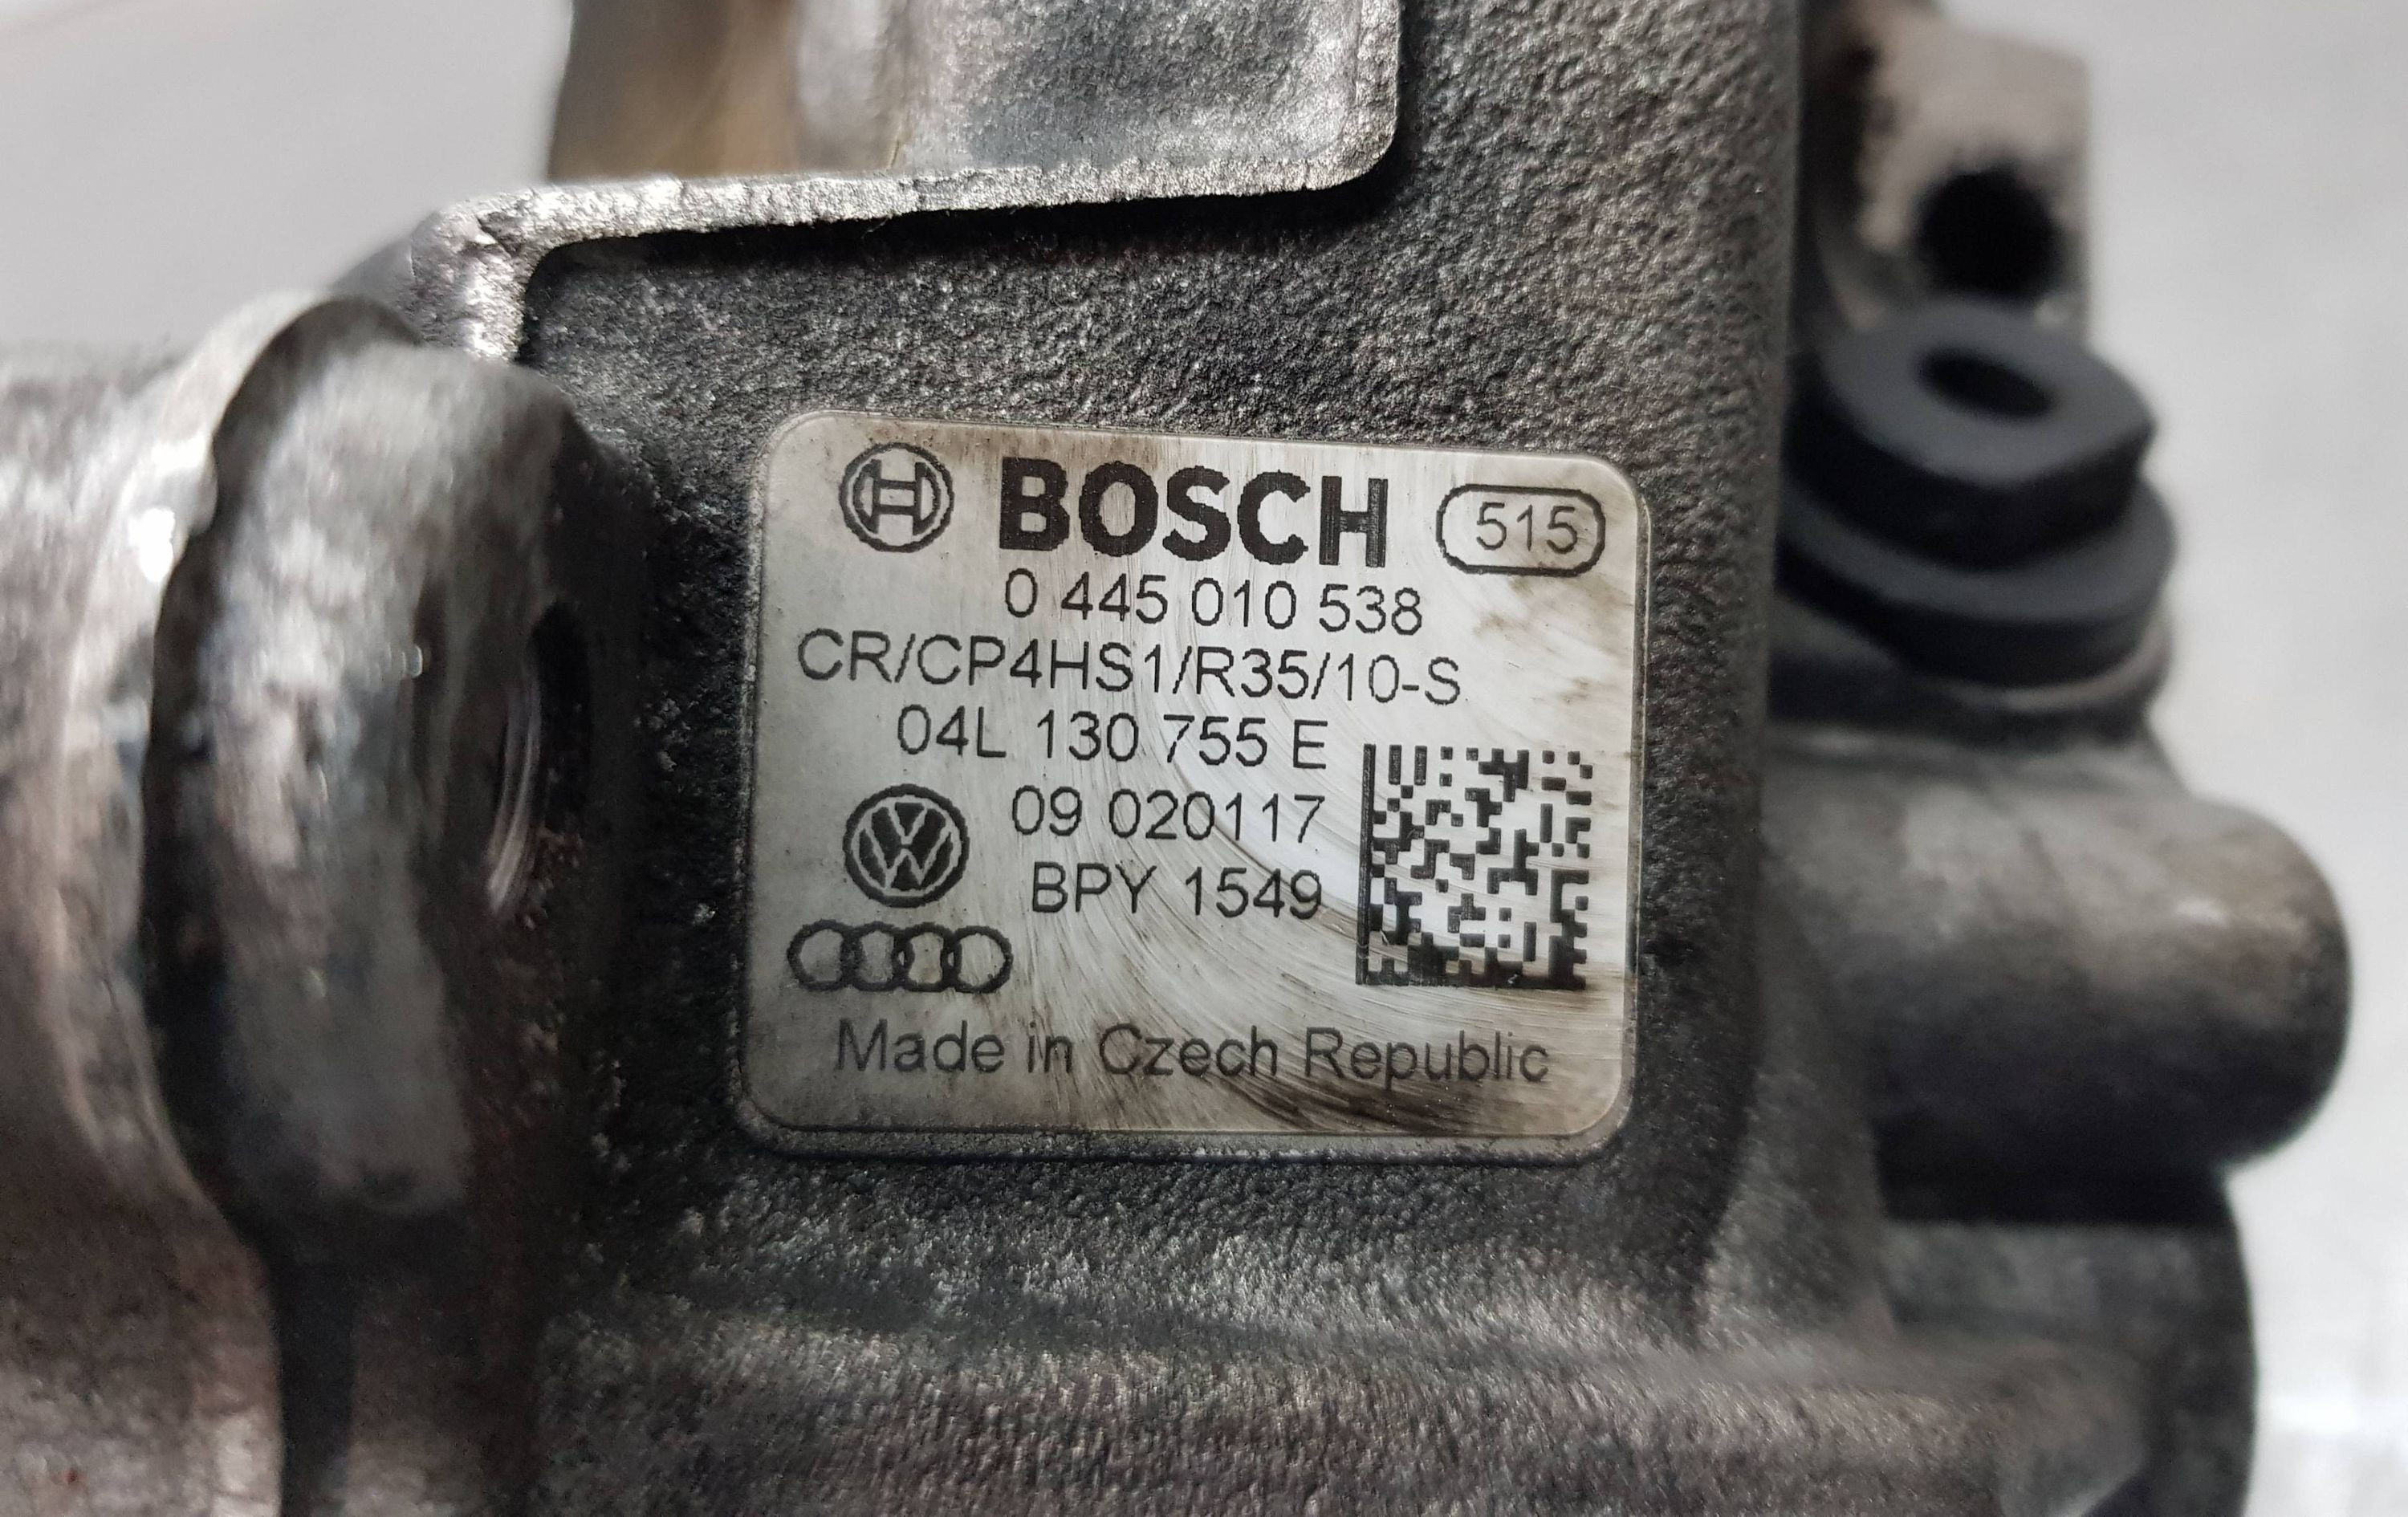 BOSCH 515
0 445 010 538
CR/CP4HS1/R35/10-S
04L 130 755 E
09 020117
BPY 1549
Made in Czech Republic